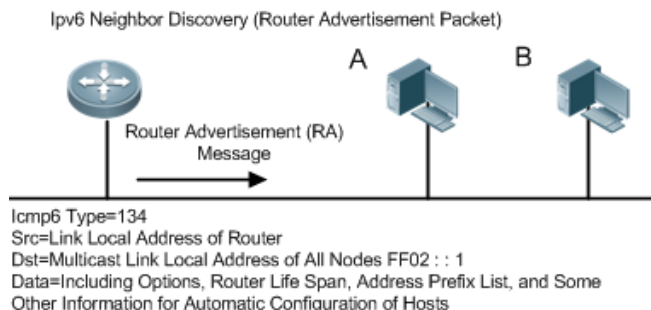 Ipv6 Neighbor Discovery (Router Advertisement Packet)
A
B
Router Advertisement (RA)
Message
Icmp6 Type=134
Src=Link Local Address of Router
Dst=Multicast Link Local Address of All Nodes FF02 : : 1
Data=Including Options, Router Life Span, Address Prefix List, and Some
Other Information for Automatic Configuration of Hosts